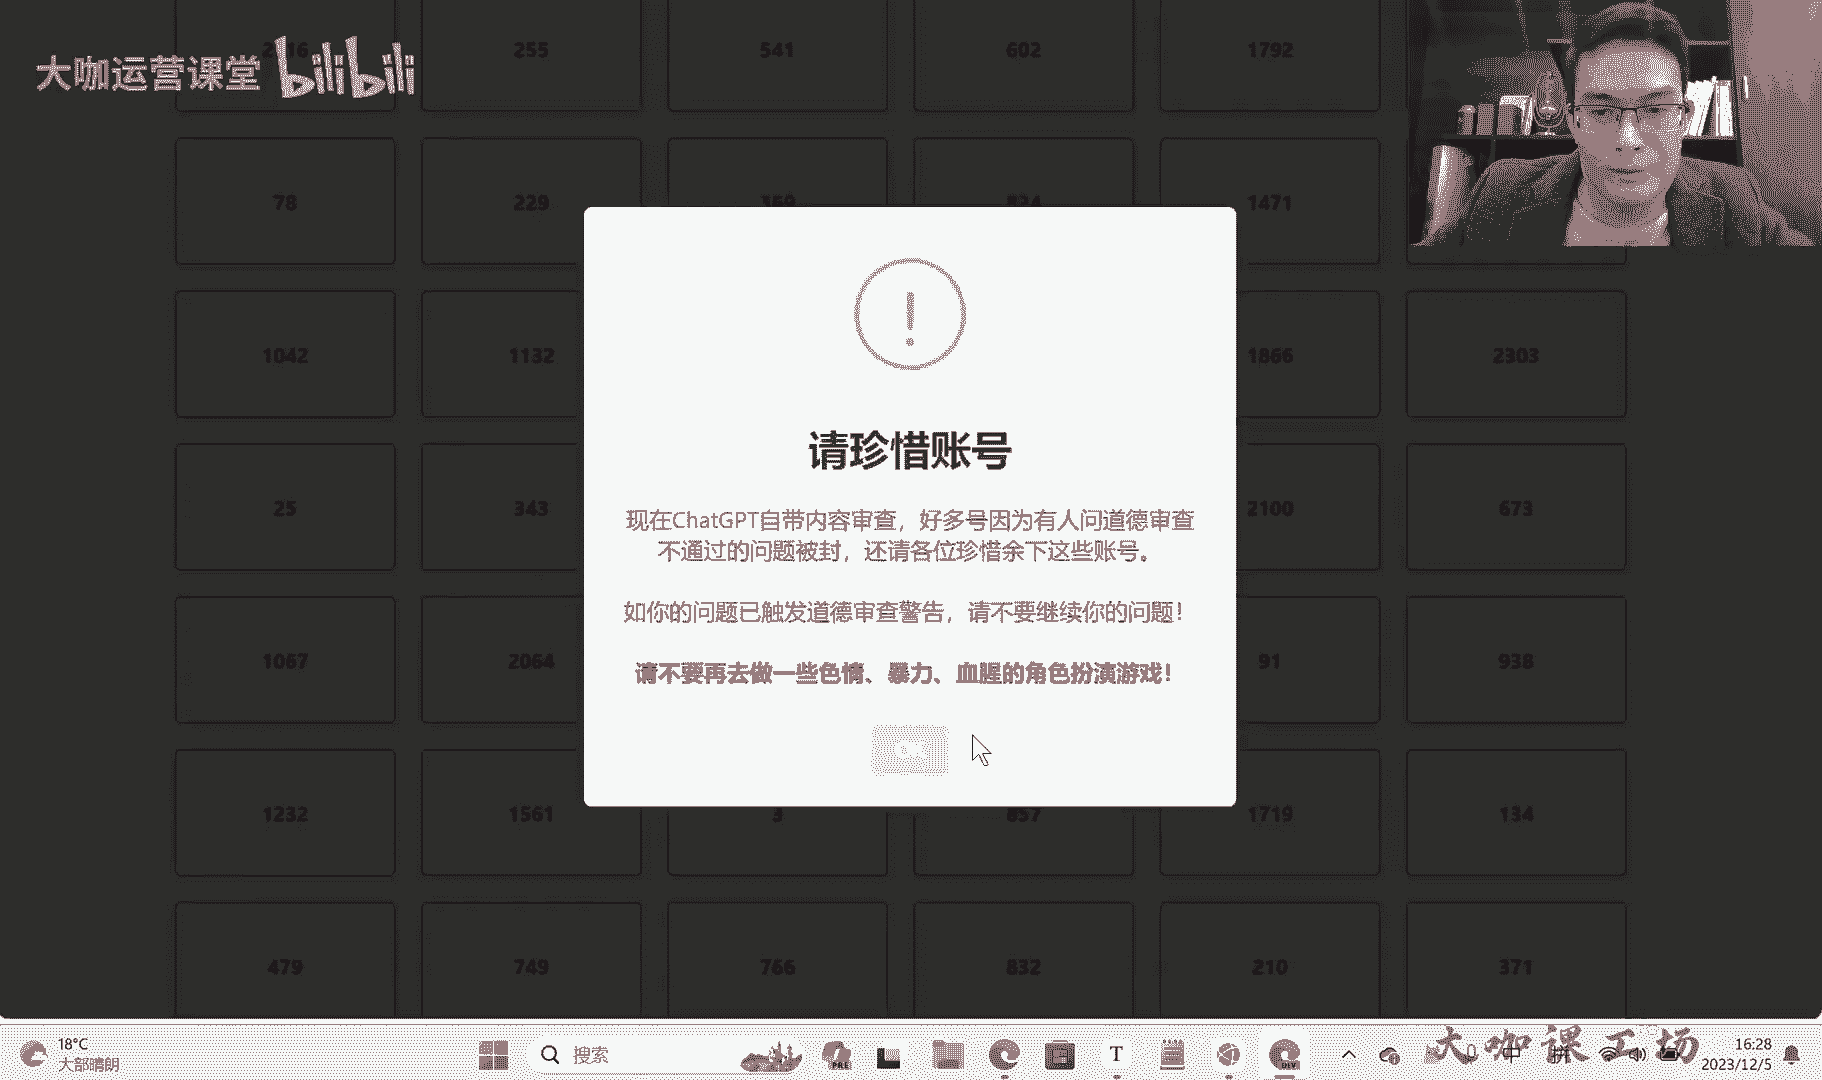 大咖运营课堂 bilibili
255 541 602 1792
78 229 369 834 1471
1042 1132 1866 2303
25 343 2100 673
1067 2064 91 938
1232 1561 3 857 1719 134
479 749 766 832 210 371
请珍惜账号
现在ChatGPT自带内容审查，好多号因为有人问道德审查
不通过的问题被封，还请各位珍惜余下这些账号。
如你的问题已触发道德审查警告，请不要继续你的问题！
请不要再去做一些色情、暴力、血腥的角色扮演游戏！
OK
18°C
大部晴朗
搜索
PRE
T
DEV
中
拼
大咖课工场
16:28
2023/12/5